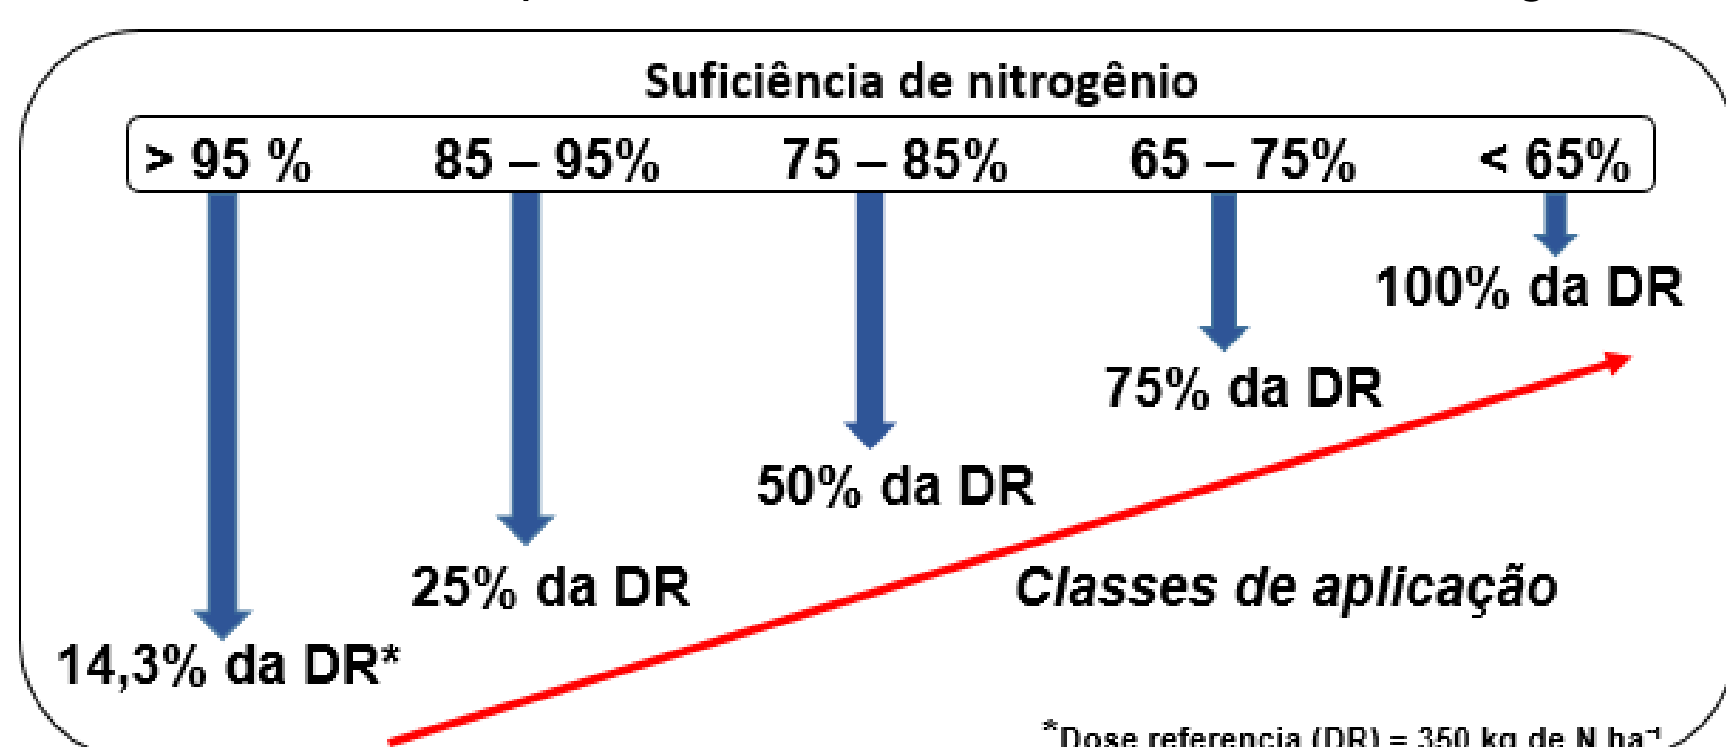 Suficiência de nitrogênio
> 95 % 85 – 95% 75 – 85% 65 – 75% < 65%
100% da DR
75% da DR
50% da DR
25% da DR
Classes de aplicação
14,3% da DR*
*Dose referencia (DR) = 350 kg de N ha⁻¹